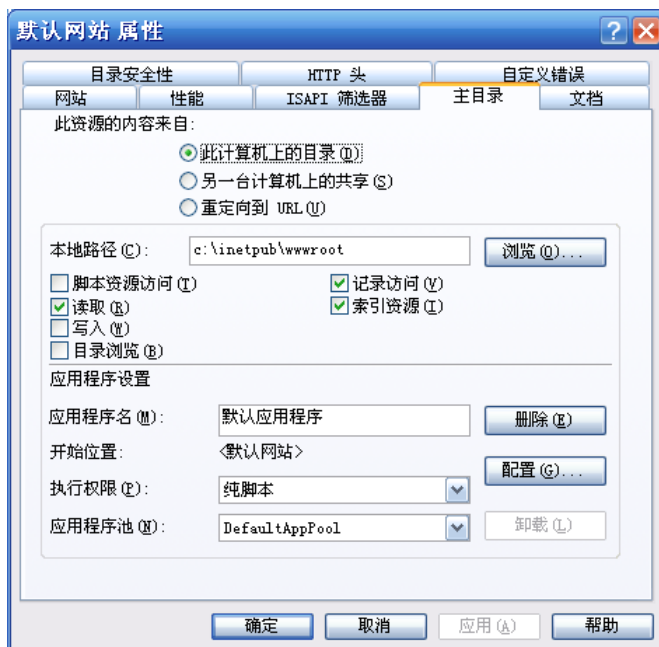 默认网站 属性
目录安全性 HTTP 头 自定义错误
网站 性能 ISAPI 筛选器 主目录 文档
此资源的内容来自:
此计算机上的目录(D)
另一台计算机上的共享(S)
重定向到 URL(U)
本地路径(C): c:\inetpub\wwwroot 浏览(O)...
脚本资源访问(T) 记录访问(V)
读取(R) 索引资源(I)
写入(W)
目录浏览(B)
应用程序设置
应用程序名(M): 默认应用程序 删除(E)
开始位置: <默认网站>
配置(G)...
执行权限(P): 纯脚本
应用程序池(N): DefaultAppPool 卸载(L)
确定 取消 应用(A) 帮助